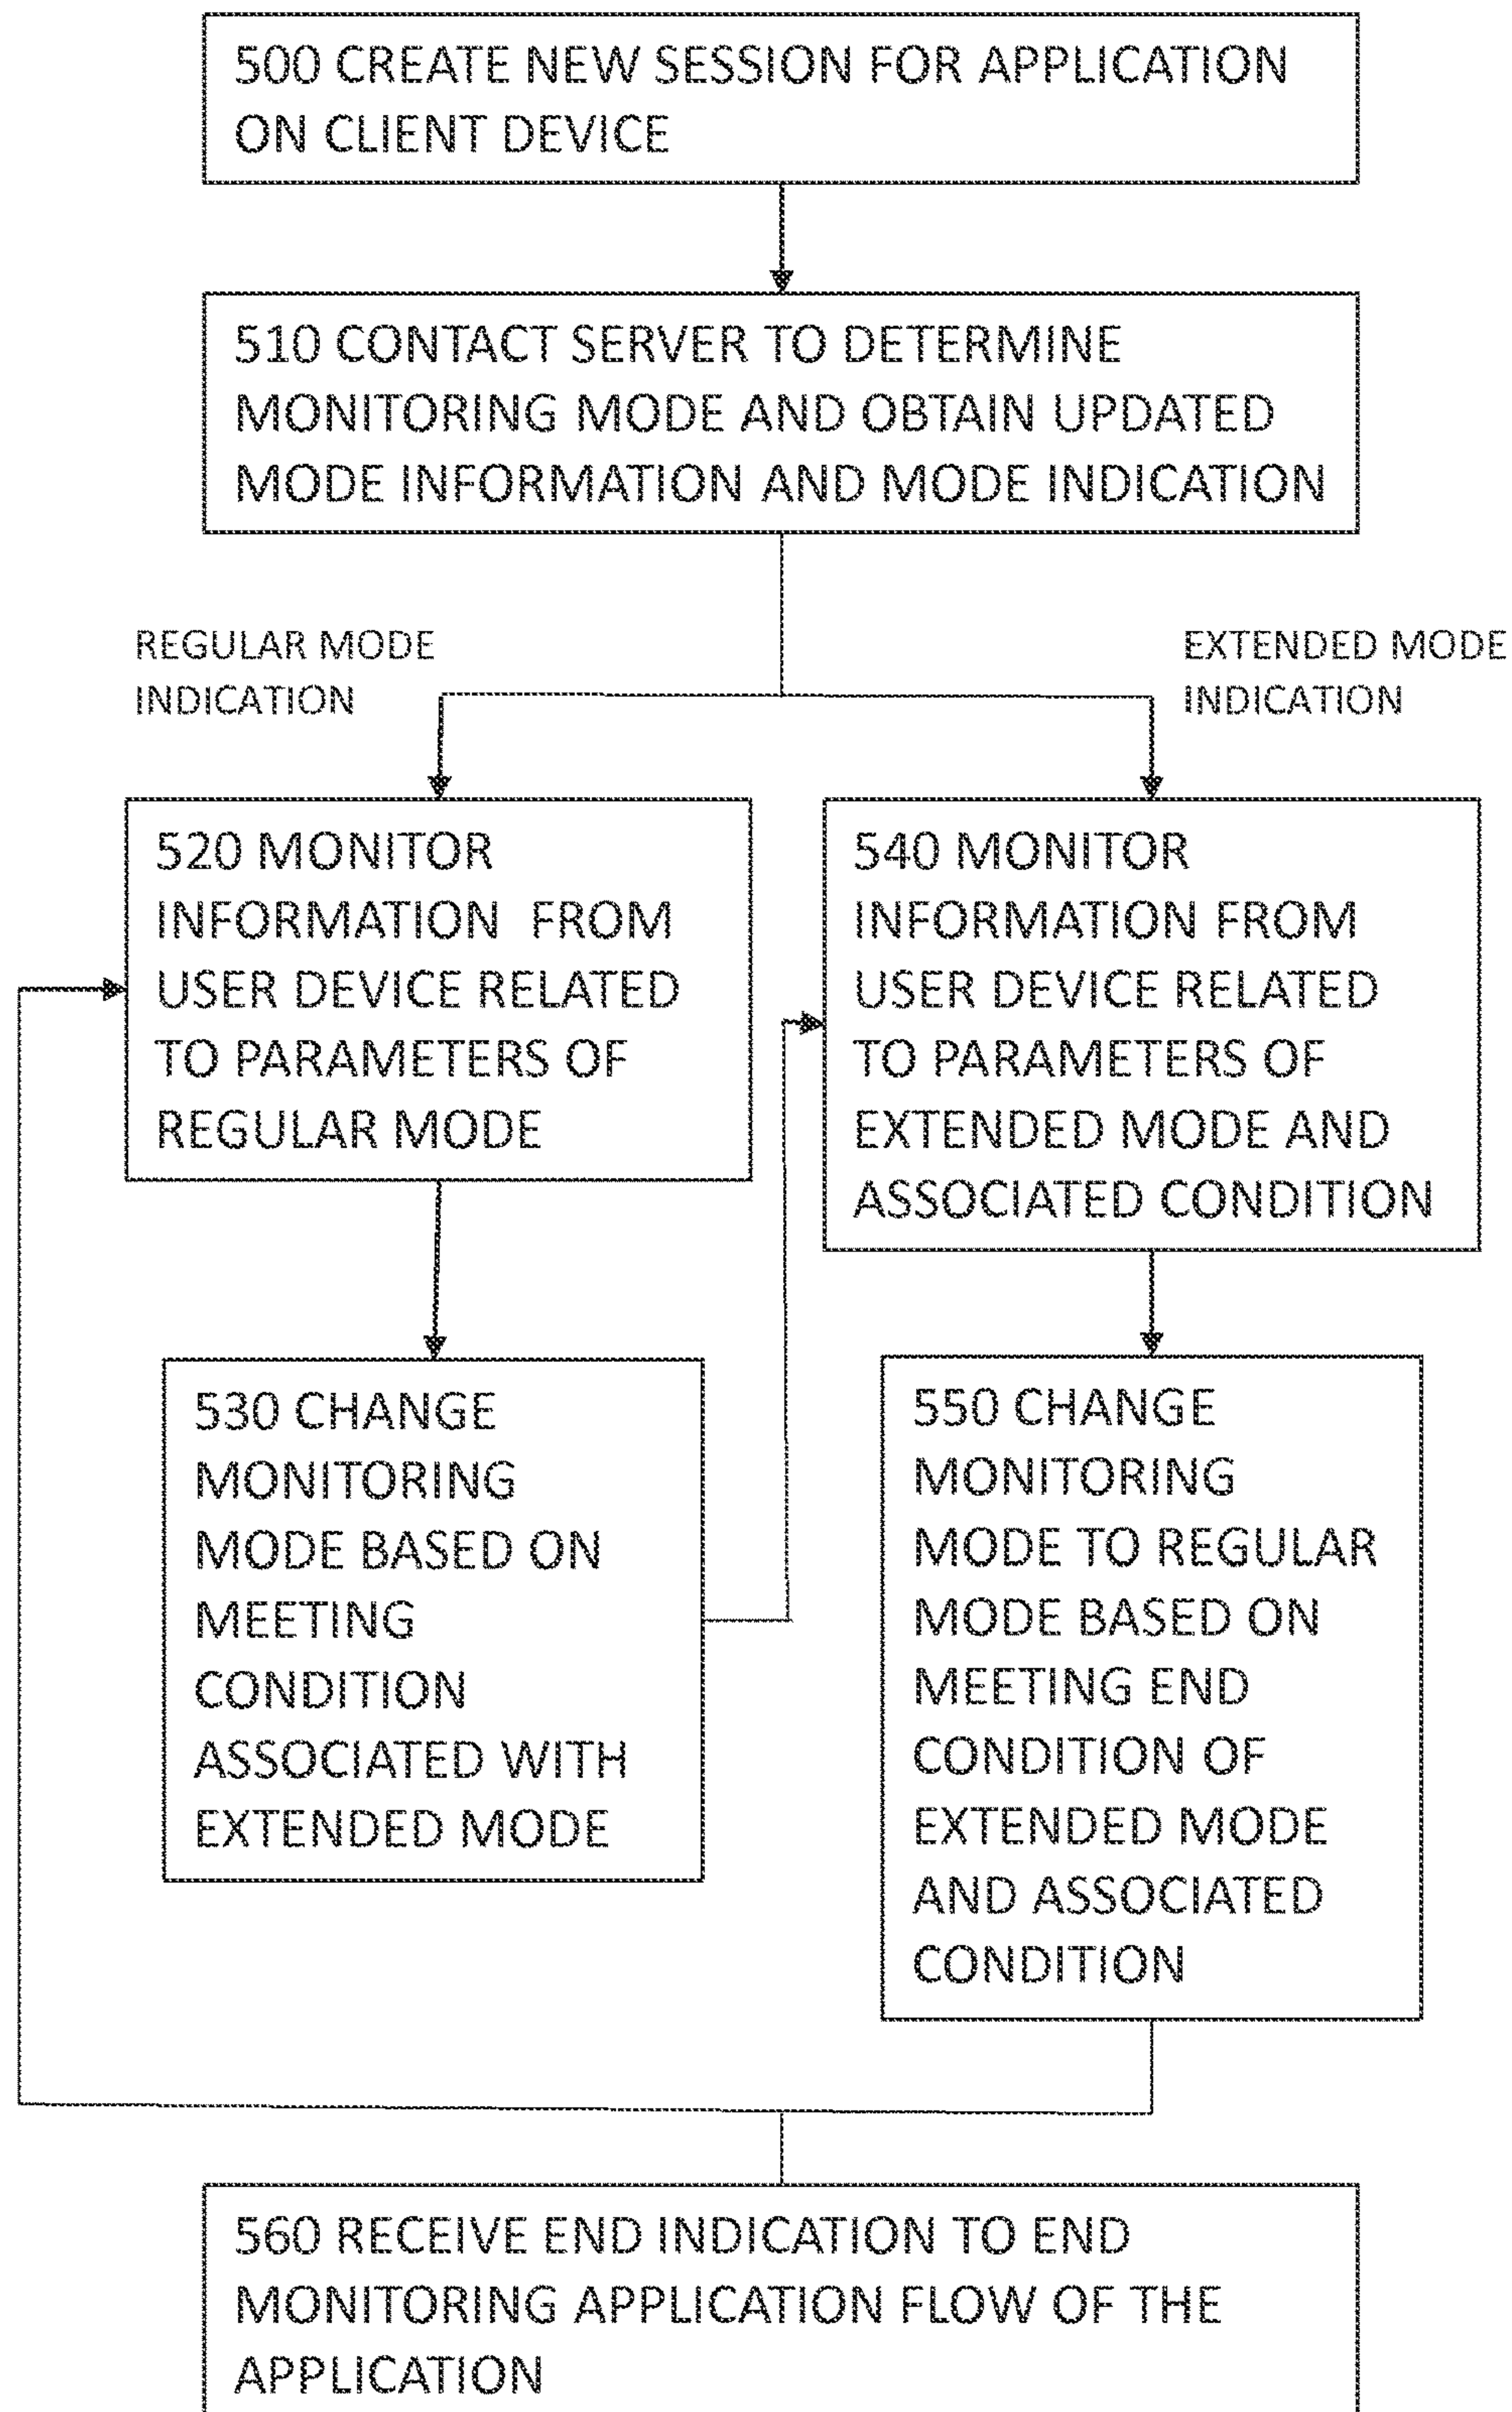 500 CREATE NEW SESSION FOR APPLICATION
ON CLIENT DEVICE
510 CONTACT SERVER TO DETERMINE
MONITORING MODE AND OBTAIN UPDATED
MODE INFORMATION AND MODE INDICATION
REGULAR MODE
INDICATION
EXTENDED MODE
INDICATION
520 MONITOR
INFORMATION FROM
USER DEVICE RELATED
TO PARAMETERS OF
REGULAR MODE
540 MONITOR
INFORMATION FROM
USER DEVICE RELATED
TO PARAMETERS OF
EXTENDED MODE AND
ASSOCIATED CONDITION
530 CHANGE
MONITORING
MODE BASED ON
MEETING
CONDITION
ASSOCIATED WITH
EXTENDED MODE
550 CHANGE
MONITORING
MODE TO REGULAR
MODE BASED ON
MEETING END
CONDITION OF
EXTENDED MODE
AND ASSOCIATED
CONDITION
560 RECEIVE END INDICATION TO END
MONITORING APPLICATION FLOW OF THE
APPLICATION